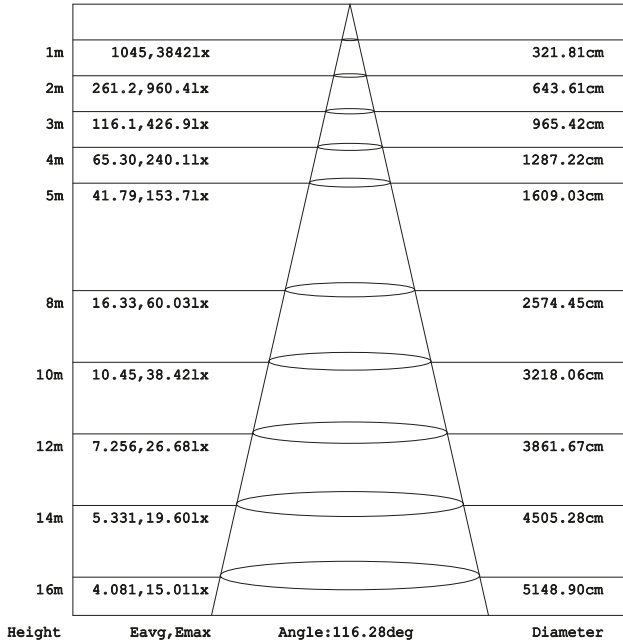 1m 1045,3842lx 321.81cm
2m 261.2,960.4lx 643.61cm
3m 116.1,426.9lx 965.42cm
4m 65.30,240.1lx 1287.22cm
5m 41.79,153.7lx 1609.03cm
8m 16.33,60.03lx 2574.45cm
10m 10.45,38.42lx 3218.06cm
12m 7.256,26.68lx 3861.67cm
14m 5.331,19.60lx 4505.28cm
16m 4.081,15.01lx 5148.90cm
Height Eavg,Emax Angle:116.28deg Diameter